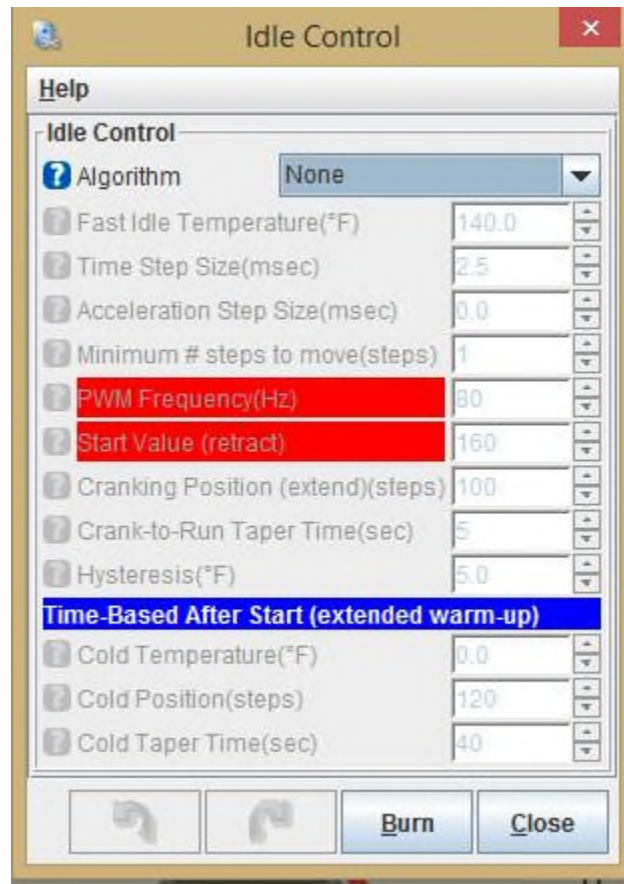 Idle Control
Help
Idle Control
? Algorithm None
? Fast Idle Temperature(°F) 140.0
? Time Step Size(msec) 2.5
? Acceleration Step Size(msec) 0.0
? Minimum # steps to move(steps) 1
? PWM Frequency(Hz) 80
? Start Value (retract) 160
? Cranking Position (extend)(steps) 100
? Crank-to-Run Taper Time(sec) 5
? Hysteresis(°F) 5.0
Time-Based After Start (extended warm-up)
? Cold Temperature(°F) 0.0
? Cold Position(steps) 120
? Cold Taper Time(sec) 40
Burn Close